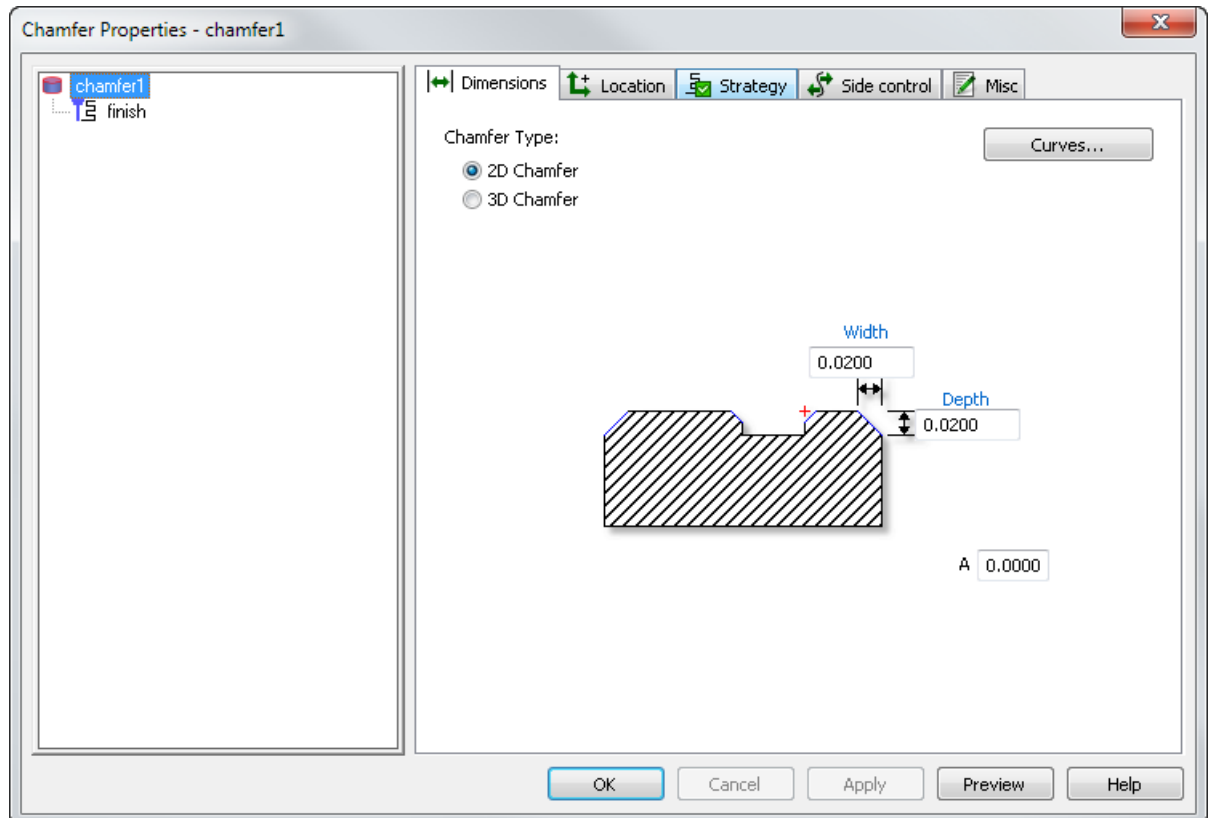 Chamfer Properties - chamfer1
chamfer1
finish
Dimensions Location Strategy Side control Misc
Chamfer Type:
Curves...
2D Chamfer
3D Chamfer
Width
0.0200
Depth
0.0200
A 0.0000
OK Cancel Apply Preview Help